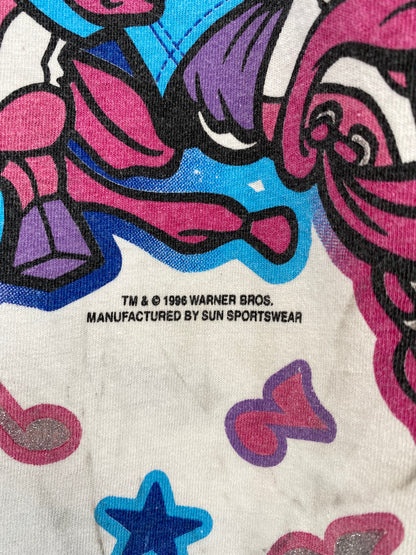 TM & © 1996 WARNER BROS.
MANUFACTURED BY SUN SPORTSWEAR